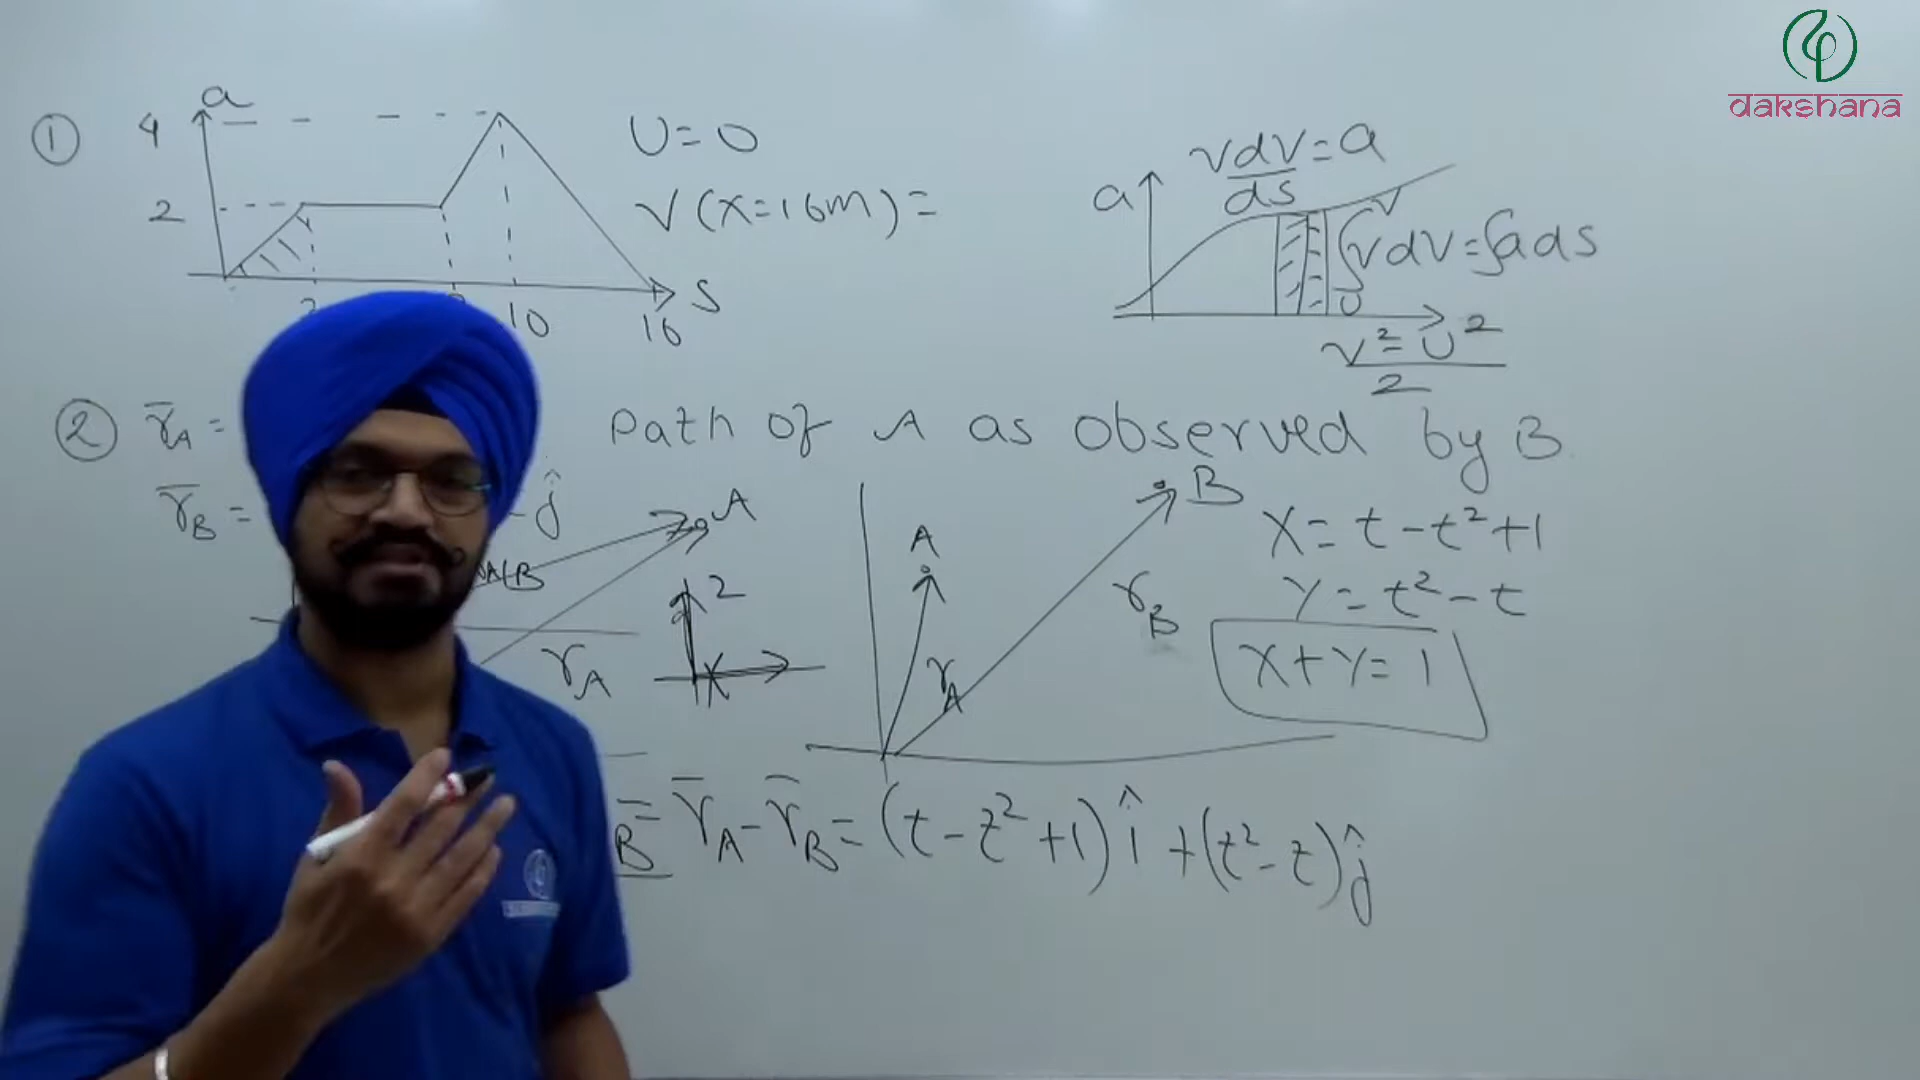 dakshana
① a
4
2
10
16
S
U = 0
V(x=16m) =
vdv/ds = a
a
∫vdv = ∫ads
v
U
v² = U²
2
② r̄A =
Path of A as observed by B
r̄B =
- ĵ
A
A/B
rA
2
A
rA
B
rB
X = t - t² + 1
Y = t² - t
X + Y = 1
B = r̄A - r̄B = (t - t² + 1) î + (t² - t) ĵ